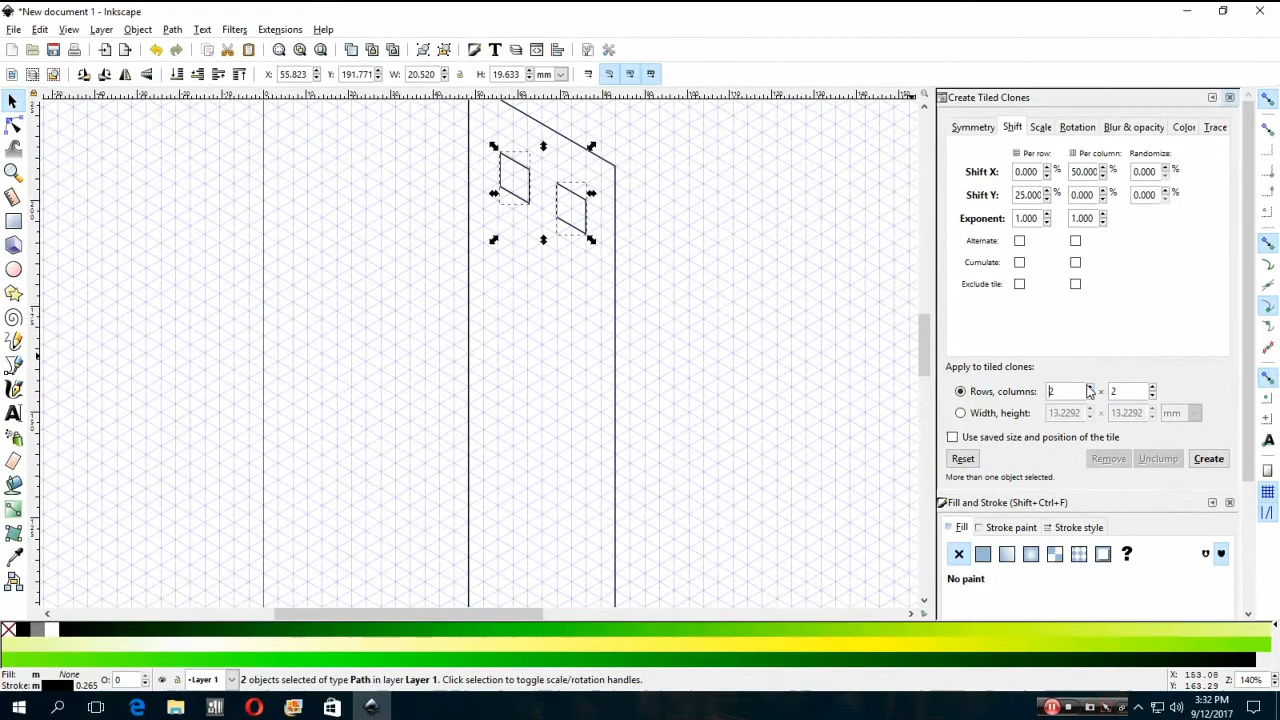 *New document 1 - Inkscape
File Edit View Layer Object Path Text Filters Extensions Help
X: 55.823 Y: 191.771 W: 20.520 H: 19.633 mm
Create Tiled Clones
Symmetry Shift Scale Rotation Blur & opacity Color Trace
Per row: Per column: Randomize:
Shift X: 0.000 % 50.000 % 0.000 %
Shift Y: 25.000 % 0.000 % 0.000 %
Exponent: 1.000 1.000
Alternate:
Cumulate:
Exclude tile:
Apply to tiled clones:
Rows, columns: 2 × 2
Width, height: 13.2292 × 13.2292 mm
Use saved size and position of the tile
Reset Remove Unclump Create
More than one object selected.
Fill and Stroke (Shift+Ctrl+F)
Fill Stroke paint Stroke style
No paint
Fill: m None
Stroke: m 0.265
O: 0
-Layer 1
2 objects selected of type Path in layer Layer 1. Click selection to toggle scale/rotation handles.
X: 153.08
Y: 163.29
Z: 140%
3:32 PM
9/12/2017